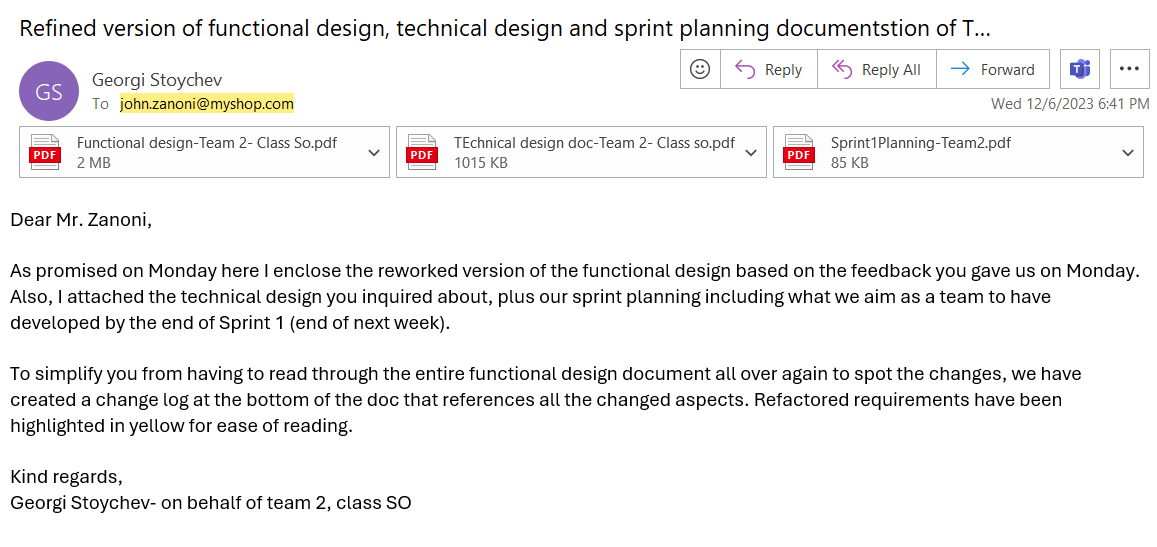 Refined version of functional design, technical design and sprint planning documentstion of T...
GS
Georgi Stoychev
To john.zanoni@myshop.com
Reply
Reply All
Forward
Wed 12/6/2023 6:41 PM
PDF
Functional design-Team 2- Class So.pdf
2 MB
PDF
TEchnical design doc-Team 2- Class so.pdf
1015 KB
PDF
Sprint1Planning-Team2.pdf
85 KB
Dear Mr. Zanoni,
As promised on Monday here I enclose the reworked version of the functional design based on the feedback you gave us on Monday.
Also, I attached the technical design you inquired about, plus our sprint planning including what we aim as a team to have
developed by the end of Sprint 1 (end of next week).
To simplify you from having to read through the entire functional design document all over again to spot the changes, we have
created a change log at the bottom of the doc that references all the changed aspects. Refactored requirements have been
highlighted in yellow for ease of reading.
Kind regards,
Georgi Stoychev- on behalf of team 2, class SO